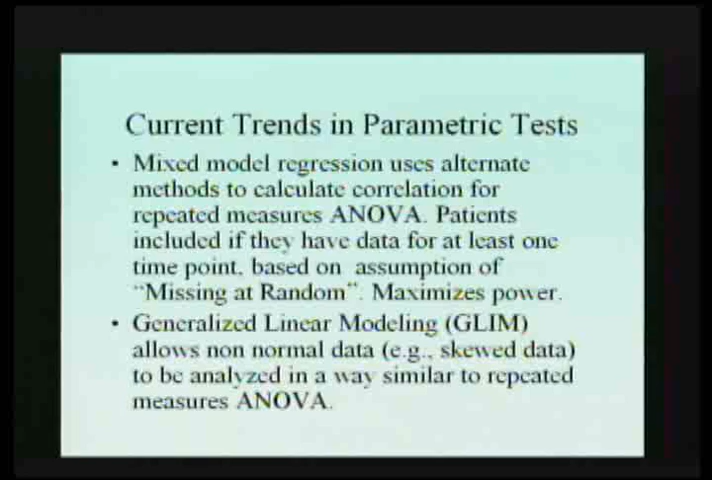 Current Trends in Parametric Tests
• Mixed model regression uses alternate
methods to calculate correlation for
repeated measures ANOVA. Patients
included if they have data for at least one
time point, based on assumption of
“Missing at Random”. Maximizes power.
• Generalized Linear Modeling (GLIM)
allows non normal data (e.g., skewed data)
to be analyzed in a way similar to repeated
measures ANOVA.